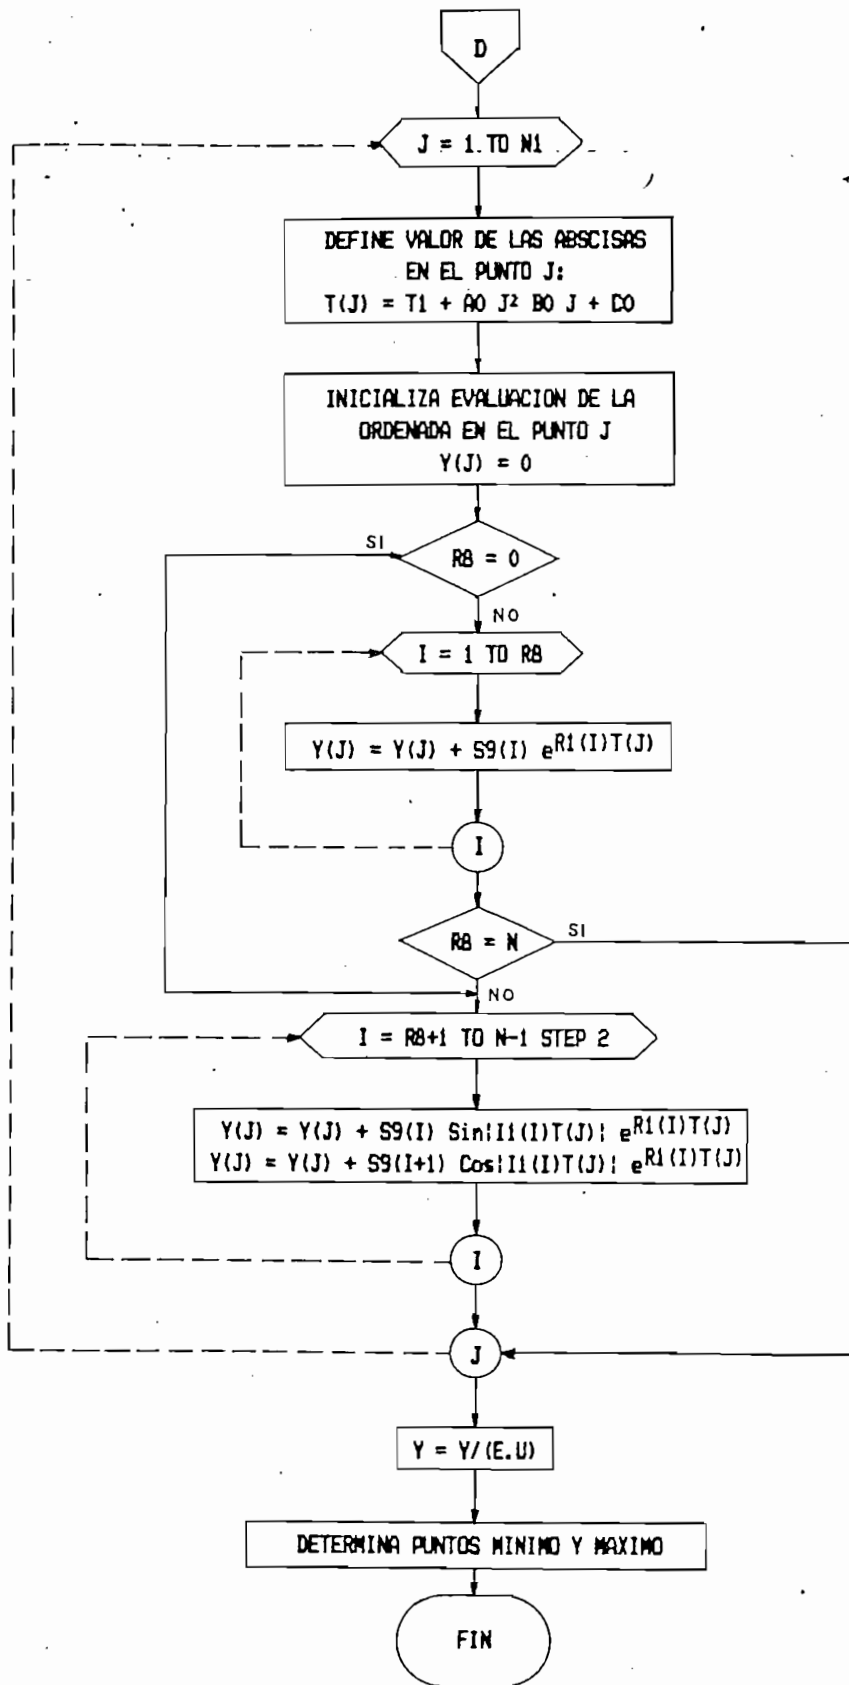 D
J = 1.TO N1
DEFINE VALOR DE LAS ABSCISAS
EN EL PUNTO J:
T(J) = T1 + A0 J² B0 J + D0
INICIALIZA EVALUACION DE LA
ORDENADA EN EL PUNTO J
Y(J) = 0
SI
R8 = 0
NO
I = 1 TO R8
Y(J) = Y(J) + S9(I) e^R1(I)T(J)
I
R8 = N
SI
NO
I = R8+1 TO N-1 STEP 2
Y(J) = Y(J) + S9(I) Sin|I1(I)T(J)| e^R1(I)T(J)
Y(J) = Y(J) + S9(I+1) Cos|I1(I)T(J)| e^R1(I)T(J)
I
J
Y = Y/(E.U)
DETERMINA PUNTOS MINIMO Y MAXIMO
FIN